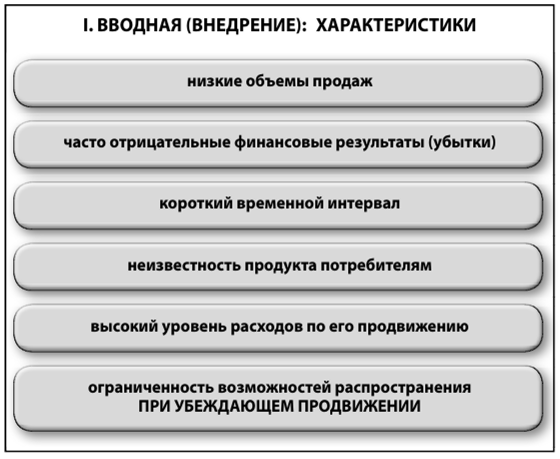 I. ВВОДНАЯ (ВНЕДРЕНИЕ): ХАРАКТЕРИСТИКИ
низкие объемы продаж
часто отрицательные финансовые результаты (убытки)
короткий временной интервал
неизвестность продукта потребителям
высокий уровень расходов по его продвижению
ограниченность возможностей распространения
ПРИ УБЕЖДАЮЩЕМ ПРОДВИЖЕНИИ